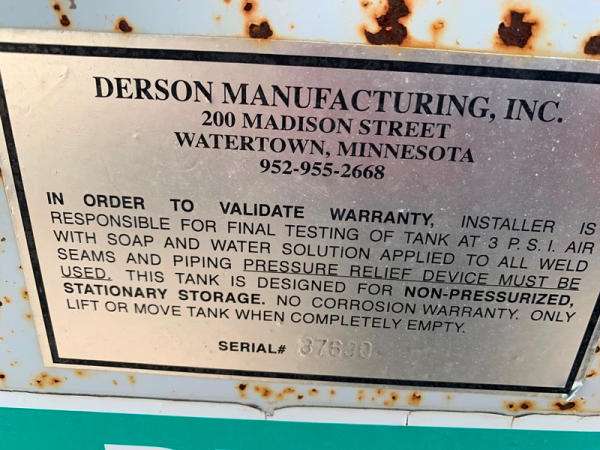 DERSON MANUFACTURING, INC.
200 MADISON STREET
WATERTOWN, MINNESOTA
952-955-2668
IN ORDER TO VALIDATE WARRANTY, INSTALLER IS
RESPONSIBLE FOR FINAL TESTING OF TANK AT 3 P.S.I. AIR
WITH SOAP AND WATER SOLUTION APPLIED TO ALL WELD
SEAMS AND PIPING PRESSURE RELIEF DEVICE MUST BE
USED. THIS TANK IS DESIGNED FOR NON-PRESSURIZED,
STATIONARY STORAGE. NO CORROSION WARRANTY. ONLY
LIFT OR MOVE TANK WHEN COMPLETELY EMPTY.
SERIAL#